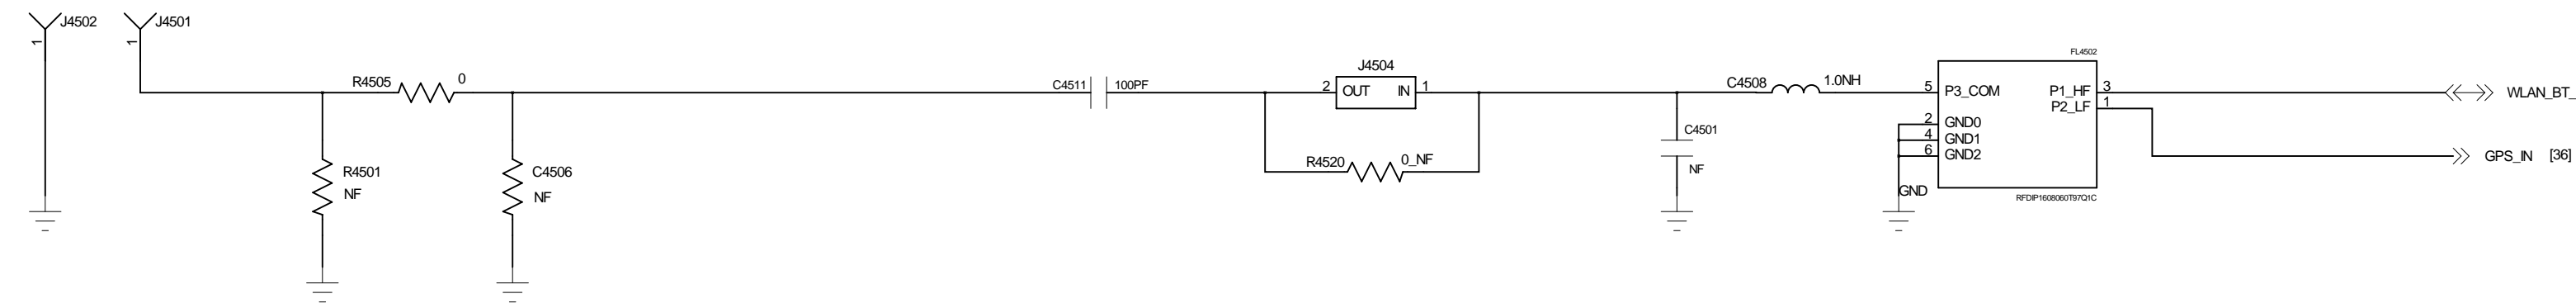 J4502
1
J4501
1
R4505
0
R4501
NF
C4506
NF
C4511
100PF
J4504
2
OUT
IN
1
R4520
0_NF
C4501
NF
C4508
1.0NH
FL4502
5
P3_COM
P1_HF
3
P2_LF
1
2
GND0
4
GND1
6
GND2
GND
RFDIP1608060T97Q1C
WLAN_BT_
GPS_IN
[36]